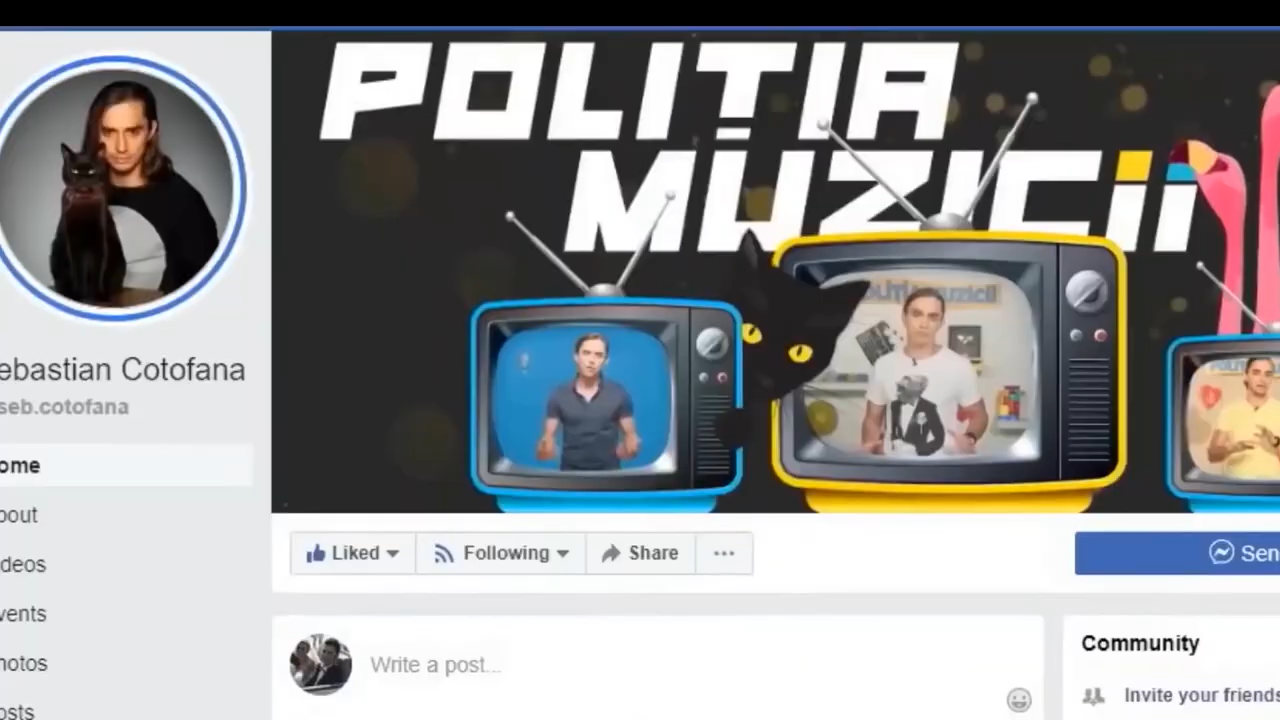 POLIȚIA
MUZICII
ebastian Cotofana
seb.cotofana
ome
bout
deos
vents
hotos
osts
Liked
Following
Share
Sen
Write a post...
Community
Invite your friends